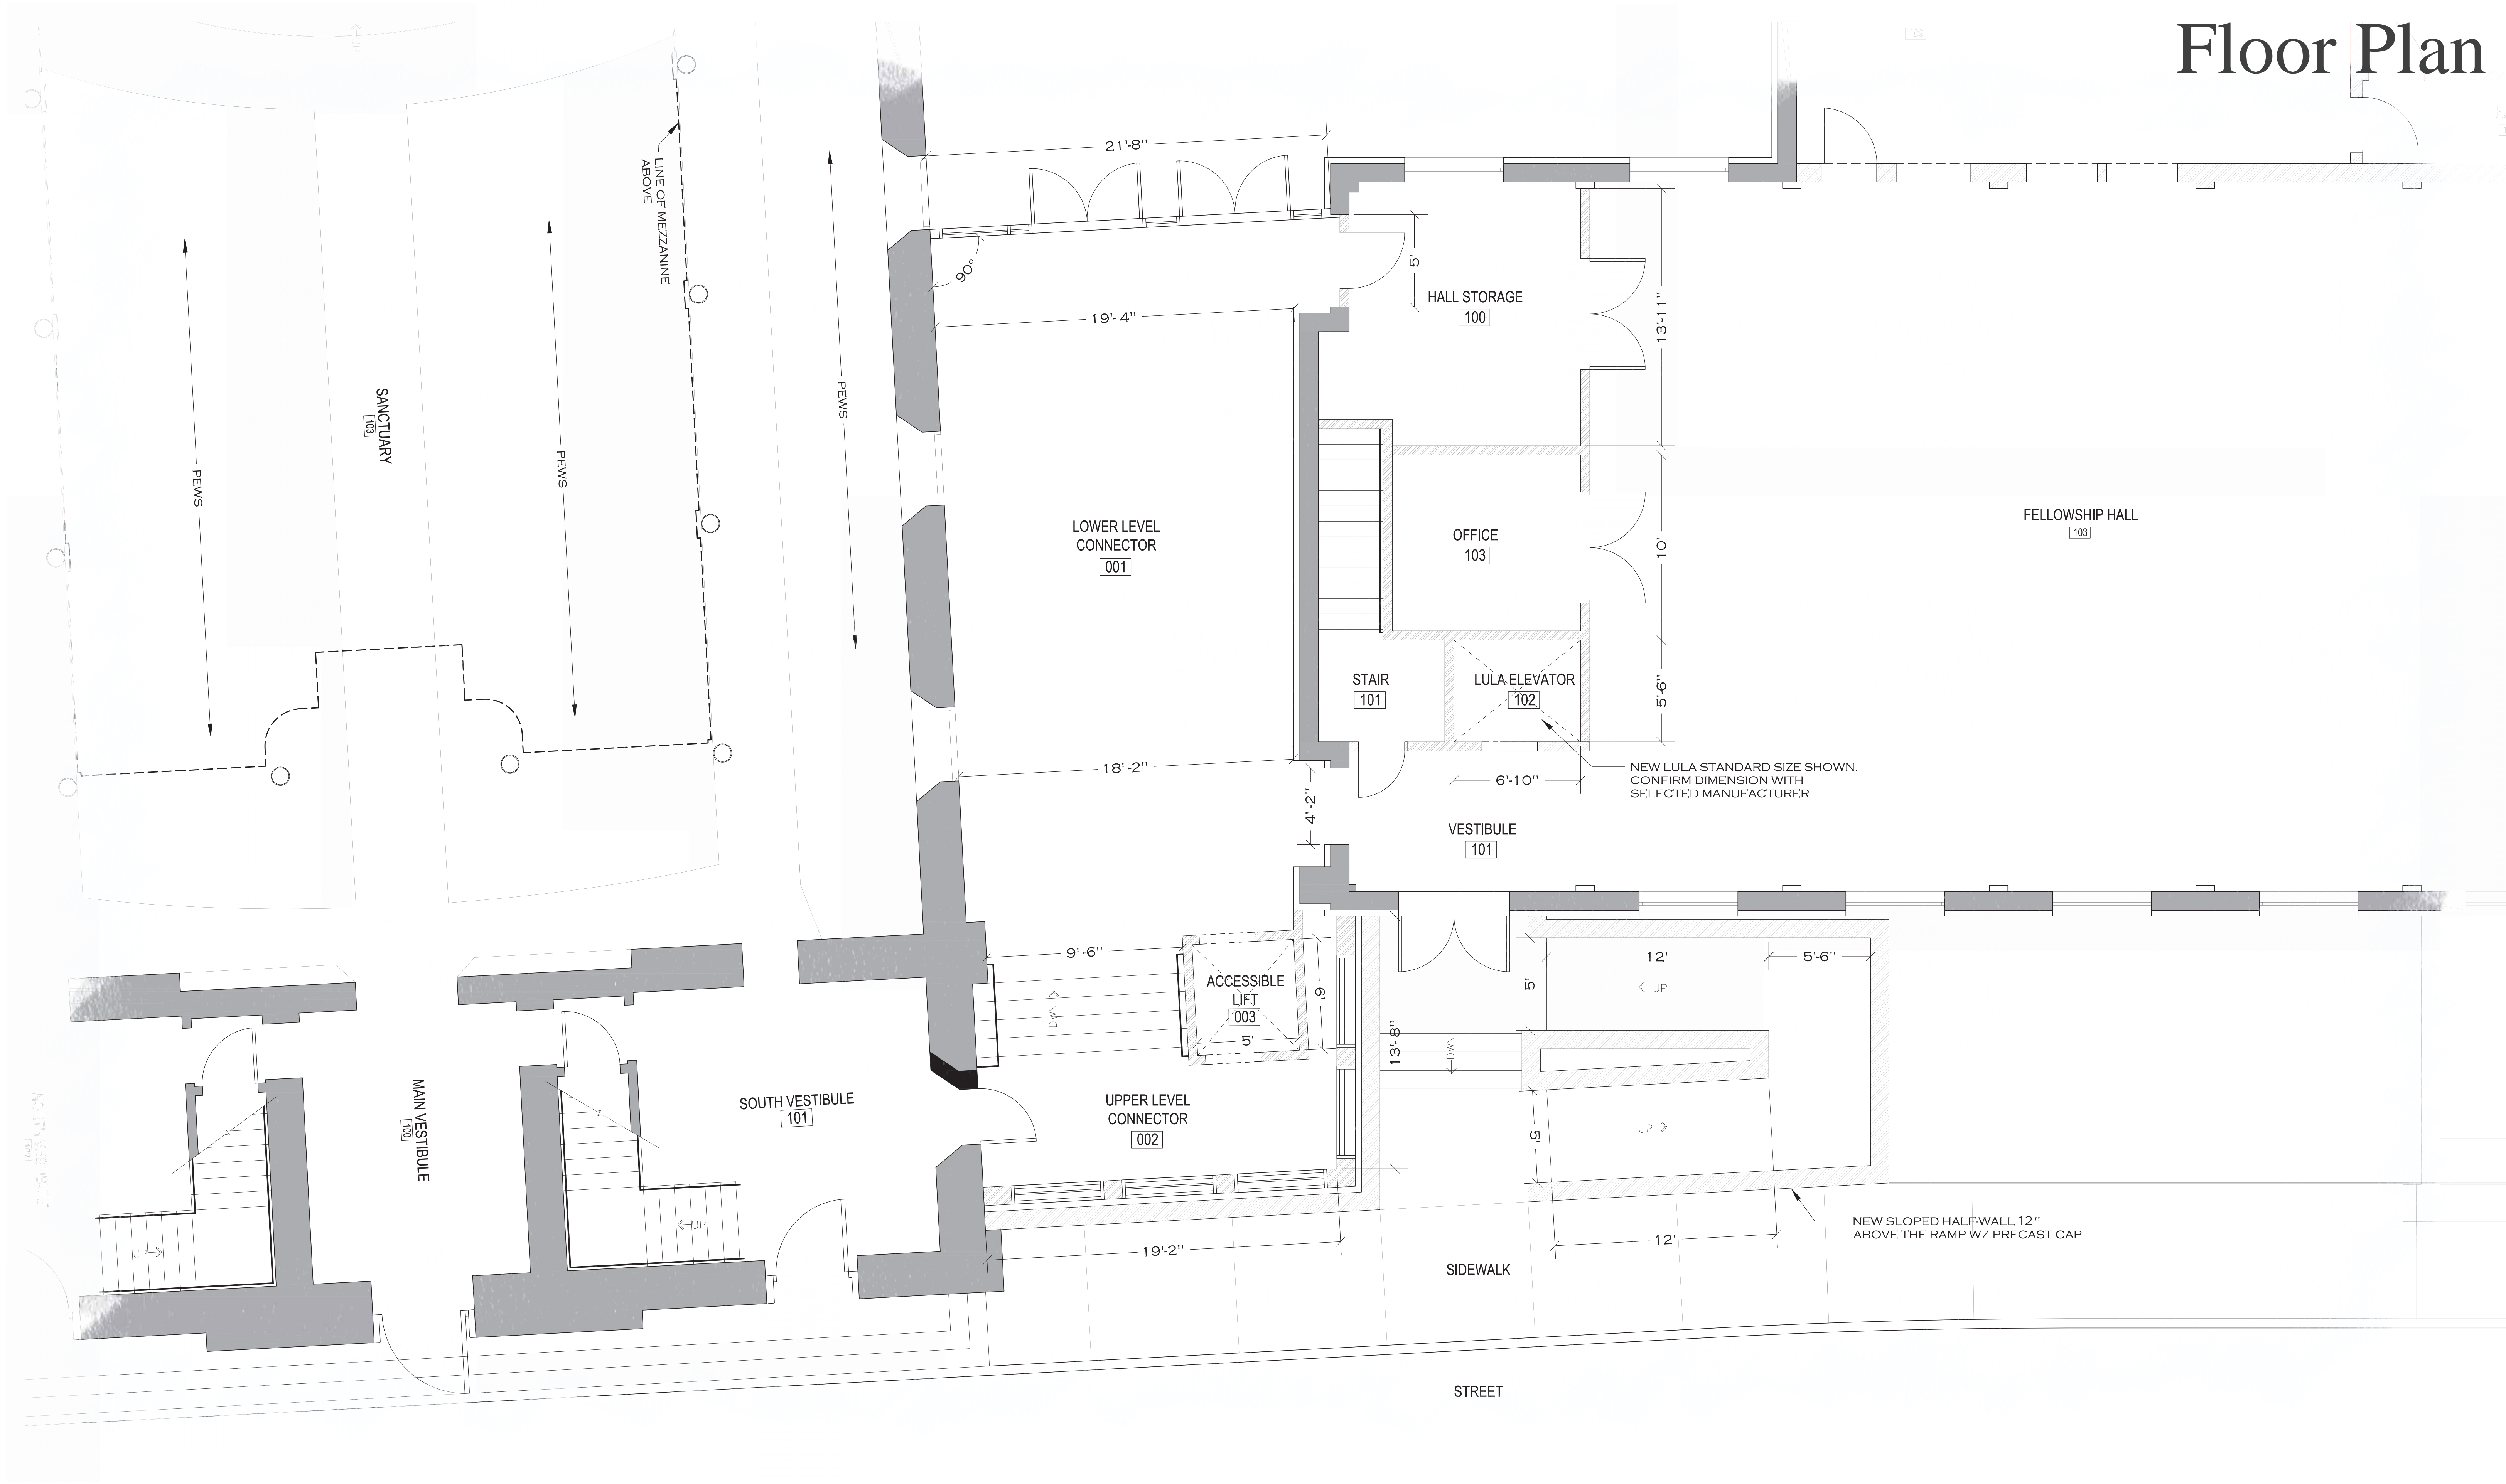 Floor Plan
UP
109
21'-8"
LINE OF MEZZANINE
ABOVE
90°
5'
HALL STORAGE
100
13'-11"
19'- 4"
PEWS
PEWS
PEWS
SANCTUARY
103
LOWER LEVEL
CONNECTOR
001
OFFICE
103
10'
FELLOWSHIP HALL
103
STAIR
101
LULA ELEVATOR
102
5'-6"
18' -2"
4' -2"
6'-10"
NEW LULA STANDARD SIZE SHOWN.
CONFIRM DIMENSION WITH
SELECTED MANUFACTURER
VESTIBULE
101
9' -6"
DWN
ACCESSIBLE
LIFT
003
6'
5'
13'- 8"
DWN
5'
12'
5'-6"
UP
5'
UP
MAIN VESTIBULE
100
SOUTH VESTIBULE
101
UPPER LEVEL
CONNECTOR
002
UP
UP
19'-2"
12'
NEW SLOPED HALF-WALL 12"
ABOVE THE RAMP W/ PRECAST CAP
SIDEWALK
STREET